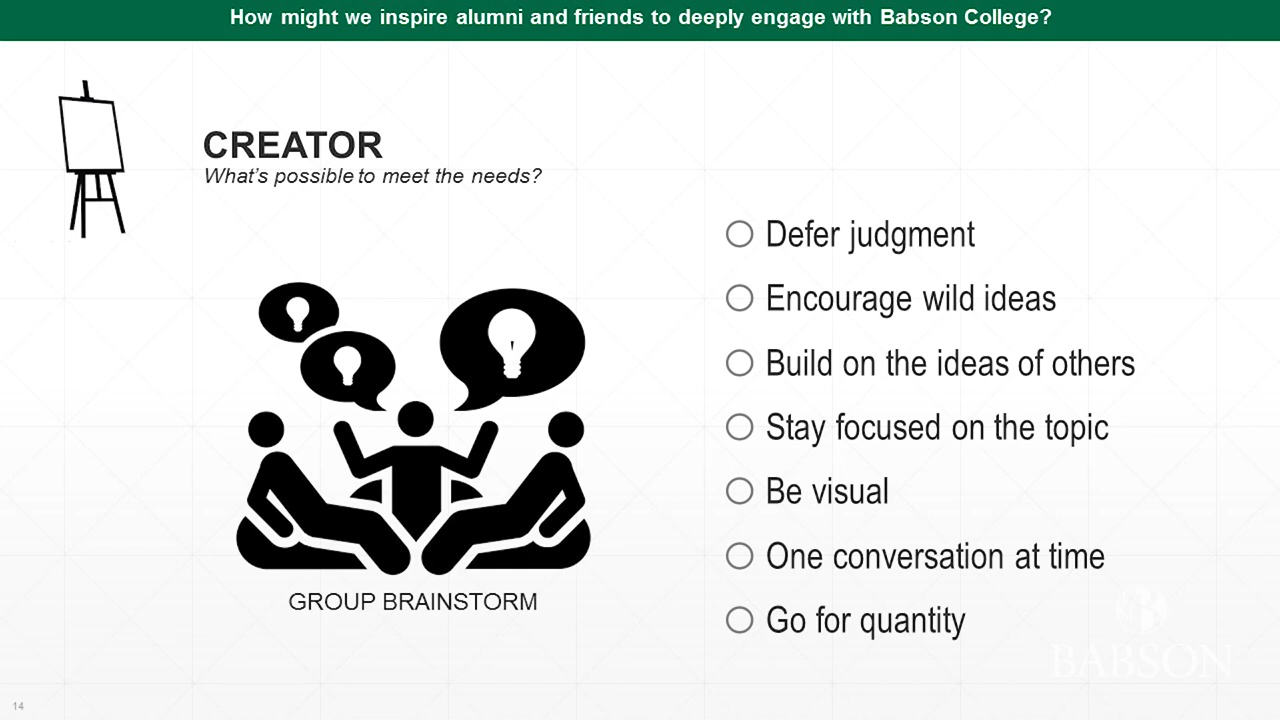 How might we inspire alumni and friends to deeply engage with Babson College?
CREATOR
What's possible to meet the needs?
Defer judgment
Encourage wild ideas
Build on the ideas of others
Stay focused on the topic
Be visual
One conversation at time
Go for quantity
GROUP BRAINSTORM
BABSON
14